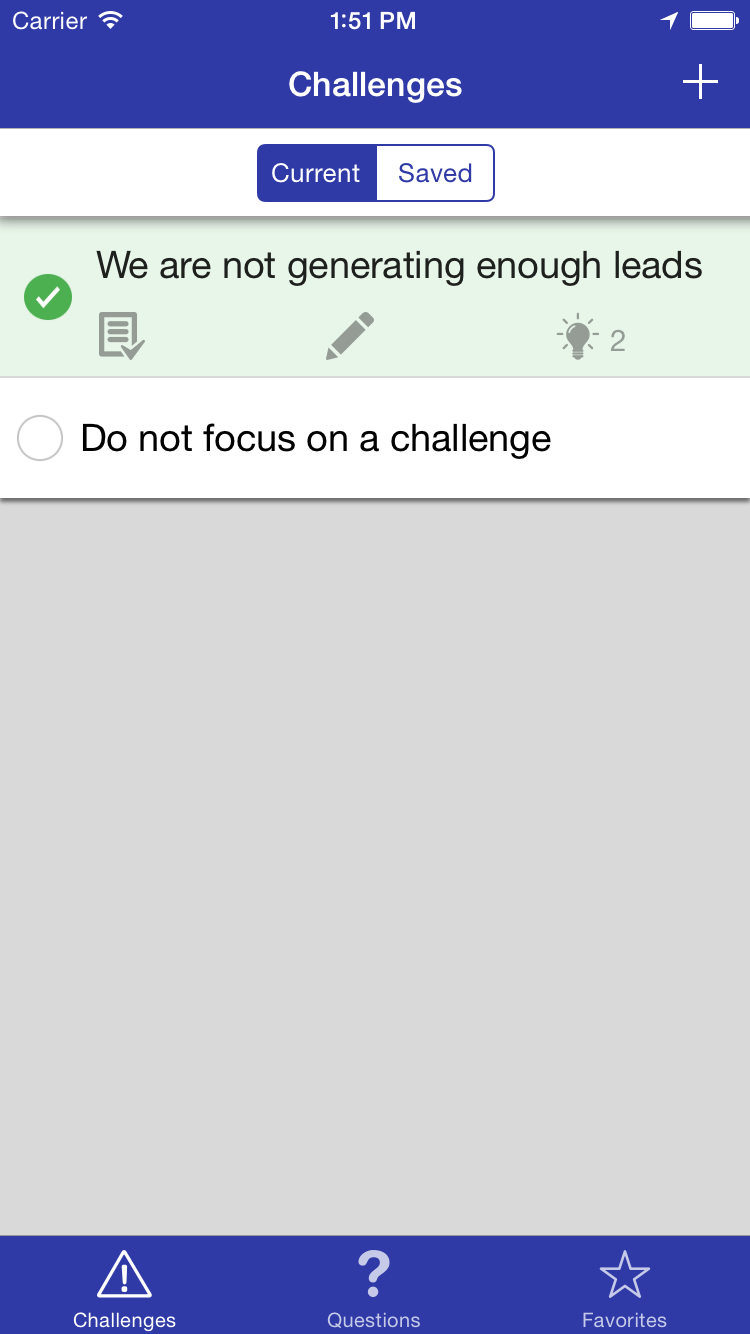 Carrier 1:51 PM
Challenges
Current Saved
We are not generating enough leads
2
Do not focus on a challenge
Challenges Questions Favorites